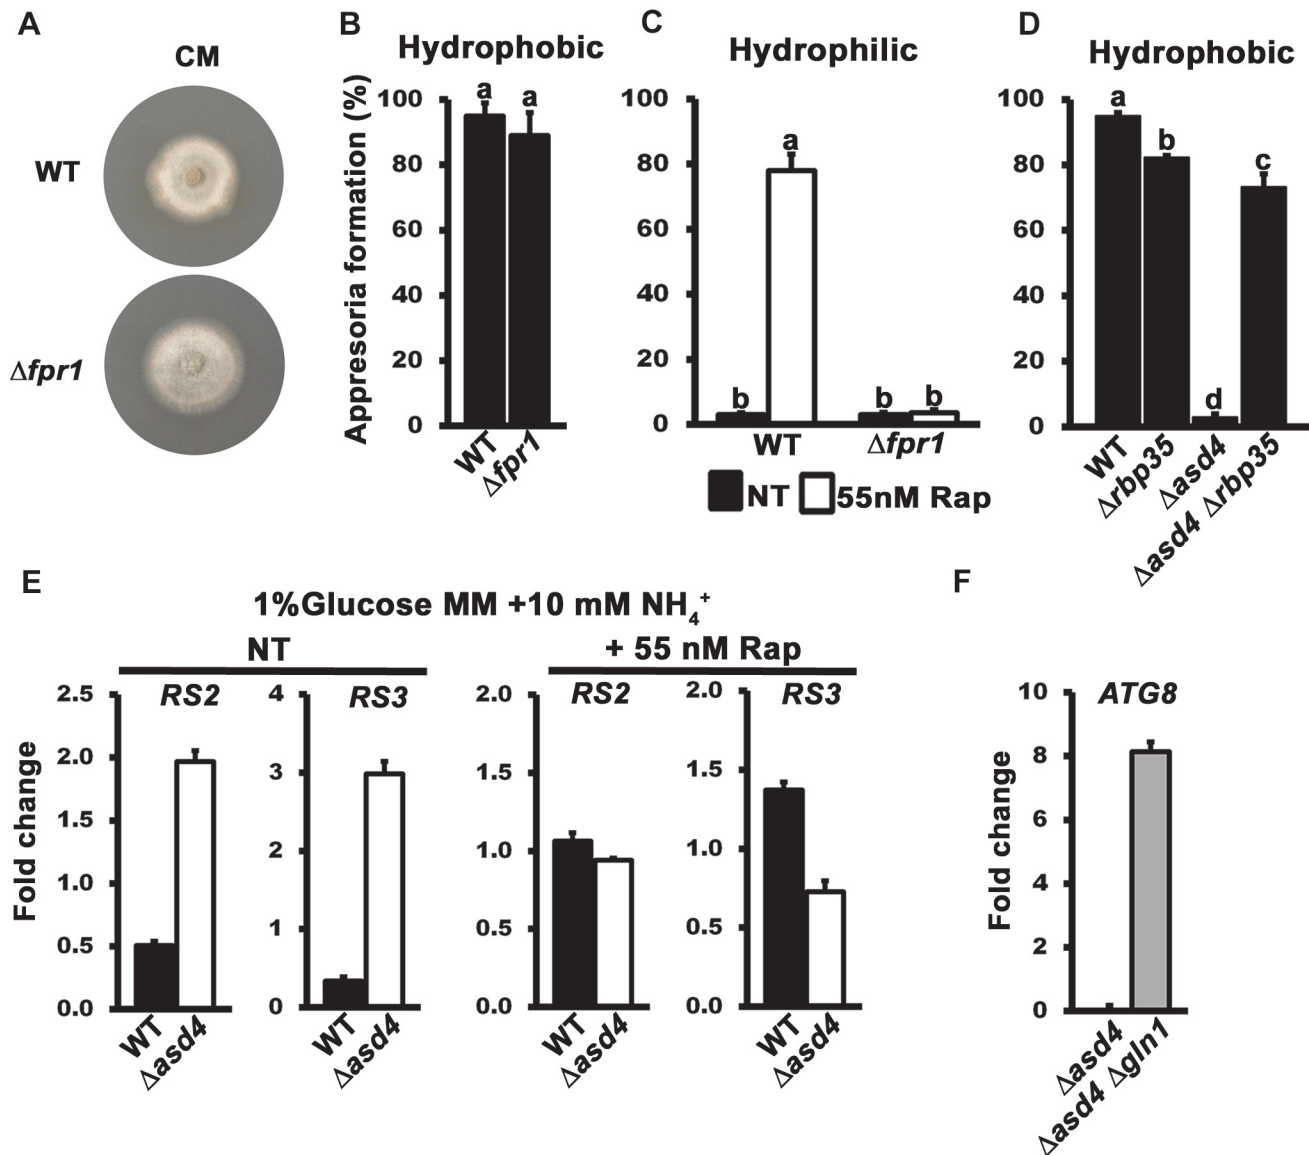 A
CM
WT
Δfpr1
B
Hydrophobic
Appresoria formation (%)
100
80
60
40
20
0
a
a
WT
Δfpr1
C
Hydrophilic
100
80
60
40
20
0
b
a
b
b
WT
Δfpr1
NT
55nM Rap
D
Hydrophobic
100
80
60
40
20
0
a
b
d
c
WT
Δrbp35
Δasd4
Δasd4 Δrbp35
E
1%Glucose MM +10 mM NH₄⁺
NT
+ 55 nM Rap
Fold change
RS2
2.5
2.0
1.5
1.0
0.5
0.0
WT
Δasd4
RS3
4
3
2
1
0
WT
Δasd4
RS2
2.0
1.5
1.0
0.5
0.0
WT
Δasd4
RS3
2.0
1.5
1.0
0.5
0.0
WT
Δasd4
F
ATG8
Fold change
10
8
6
4
2
0
Δasd4
Δasd4 Δgln1